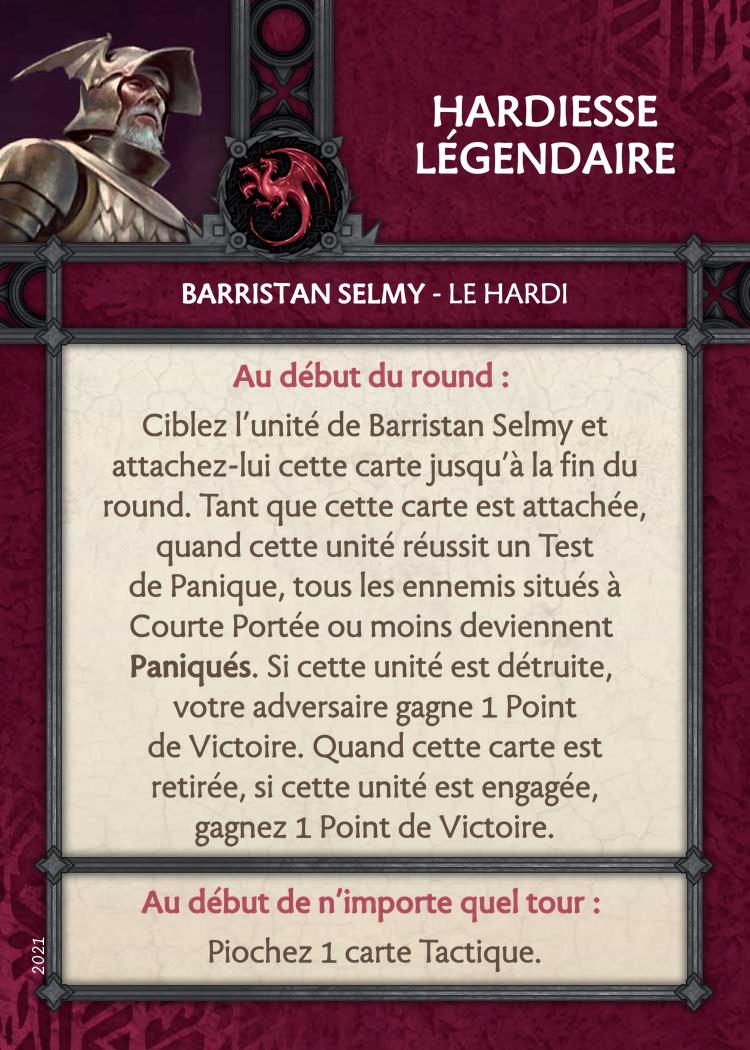 HARDIESSE
LÉGENDAIRE
BARRISTAN SELMY - LE HARDI
Au début du round :
Ciblez l'unité de Barristan Selmy et
attachez-lui cette carte jusqu'à la fin du
round. Tant que cette carte est attachée,
quand cette unité réussit un Test
de Panique, tous les ennemis situés à
Courte Portée ou moins deviennent
Paniqués. Si cette unité est détruite,
votre adversaire gagne 1 Point
de Victoire. Quand cette carte est
retirée, si cette unité est engagée,
gagnez 1 Point de Victoire.
Au début de n'importe quel tour :
Piochez 1 carte Tactique.
2021